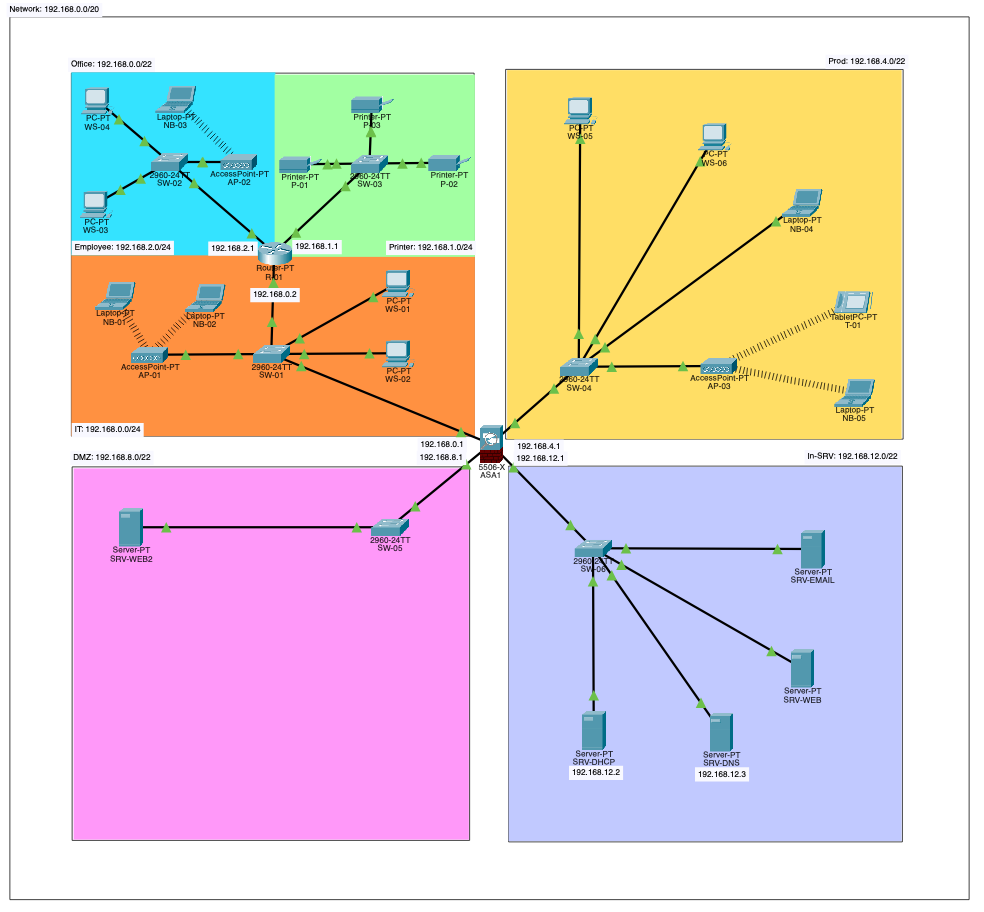 Network: 192.168.0.0/20
Office: 192.168.0.0/22
PC-PT
WS-04
Laptop-PT
NB-03
2960-24TT
SW-02
AccessPoint-PT
AP-02
PC-PT
WS-03
Employee: 192.168.2.0/24
192.168.2.1
Printer-PT
P-03
Printer-PT
P-01
2960-24TT
SW-03
Printer-PT
P-02
192.168.1.1
Printer: 192.168.1.0/24
Router-PT
R-01
192.168.0.2
Laptop-PT
NB-01
Laptop-PT
NB-02
AccessPoint-PT
AP-01
2960-24TT
SW-01
PC-PT
WS-01
PC-PT
WS-02
IT: 192.168.0.0/24
Prod: 192.168.4.0/22
PC-PT
WS-05
PC-PT
WS-06
Laptop-PT
NB-04
TabletPC-PT
T-01
2960-24TT
SW-04
AccessPoint-PT
AP-03
Laptop-PT
NB-05
192.168.0.1
192.168.4.1
192.168.8.1
192.168.12.1
5506-X
ASA1
DMZ: 192.168.8.0/22
Server-PT
SRV-WEB2
2960-24TT
SW-05
In-SRV: 192.168.12.0/22
2960-24TT
SW-06
Server-PT
SRV-EMAIL
Server-PT
SRV-WEB
Server-PT
SRV-DHCP
192.168.12.2
Server-PT
SRV-DNS
192.168.12.3